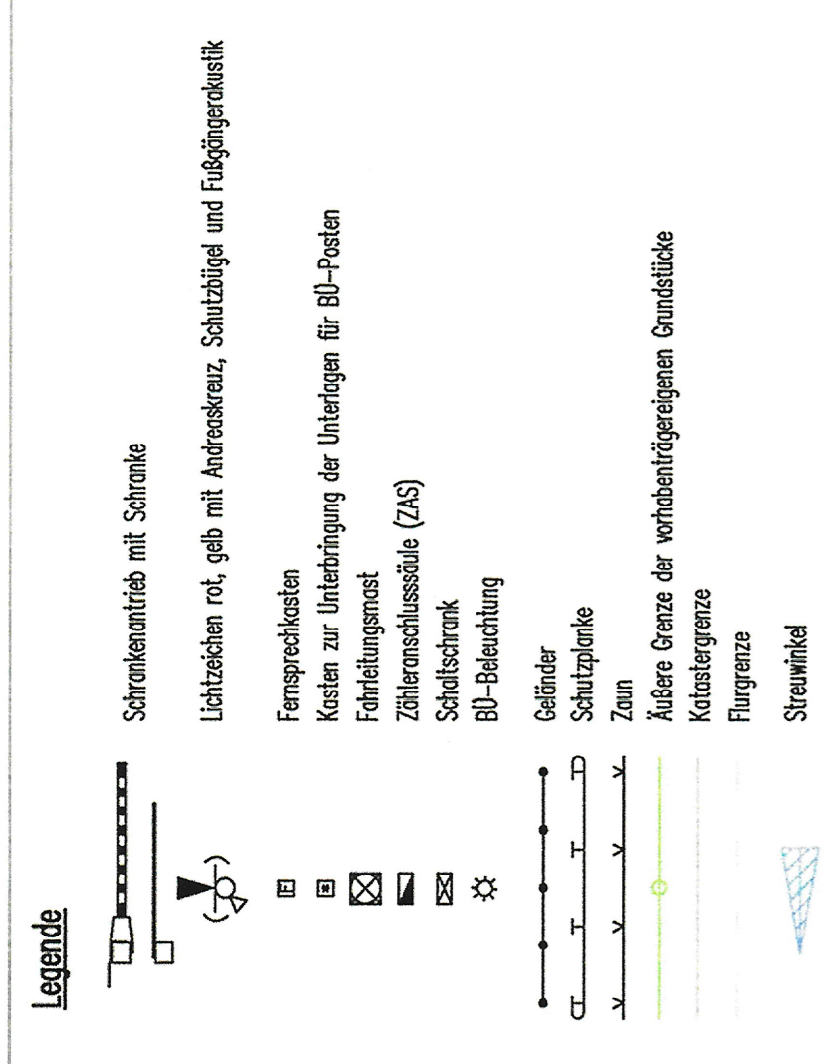 Legende
Schrankenantrieb mit Schranke
Lichtzeichen rot, gelb mit Andreaskreuz, Schutzbügel und Fußgängerakustik
F Fernsprechkasten
* Kasten zur Unterbringung der Unterlagen für BÜ-Posten
Fahrleitungsmast
Zähleranschlusssäule (ZAS)
Schaltschrank
BÜ-Beleuchtung
Geländer
Schutzplanke
Zaun
Äußere Grenze der vorhabenträgereigenen Grundstücke
Katastergrenze
Flurgrenze
Streuwinkel